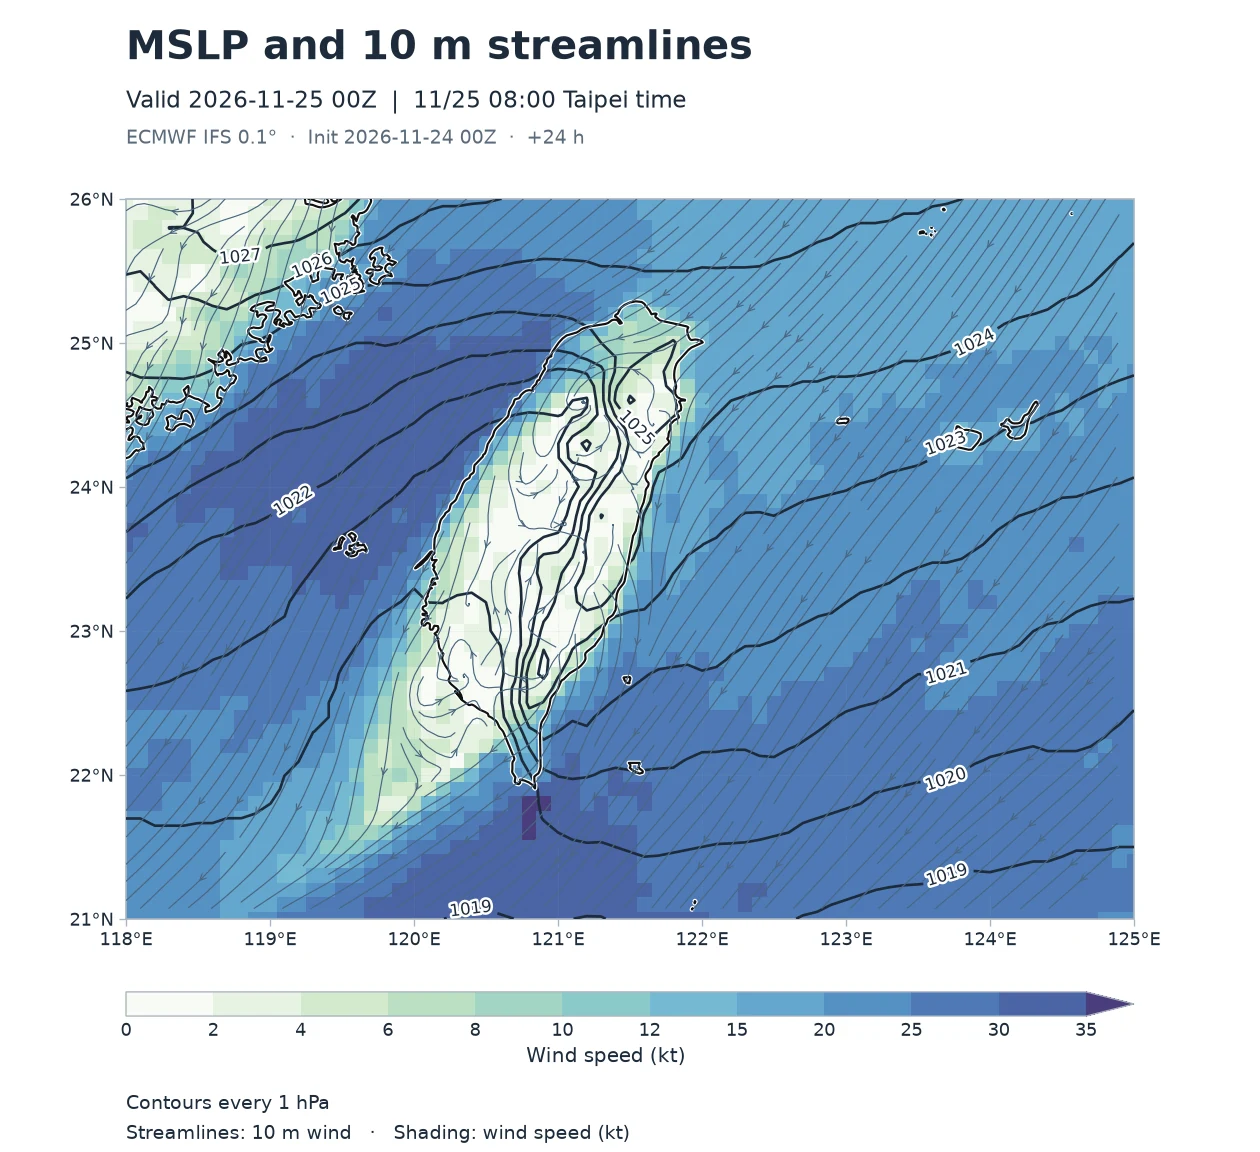 MSLP and 10 m streamlines
Valid 2026-11-25 00Z | 11/25 08:00 Taipei time
ECMWF IFS 0.1° · Init 2026-11-24 00Z · +24 h
26°N
25°N
24°N
23°N
22°N
21°N
1027
1026
1025
1024
1025
1023
1022
1021
1020
1019
1019
118°E 119°E 120°E 121°E 122°E 123°E 124°E 125°E
0 2 4 6 8 10 12 15 20 25 30 35
Wind speed (kt)
Contours every 1 hPa
Streamlines: 10 m wind · Shading: wind speed (kt)